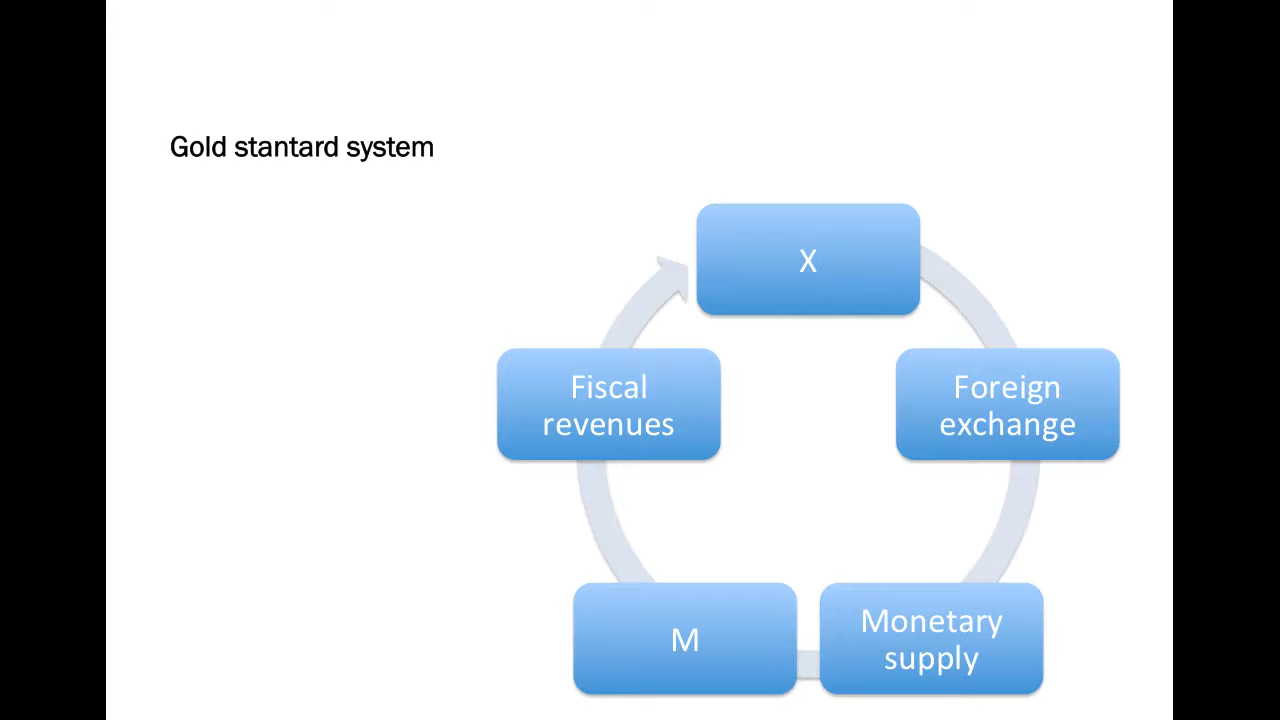 Gold stantard system
X
Foreign
exchange
Monetary
supply
M
Fiscal
revenues